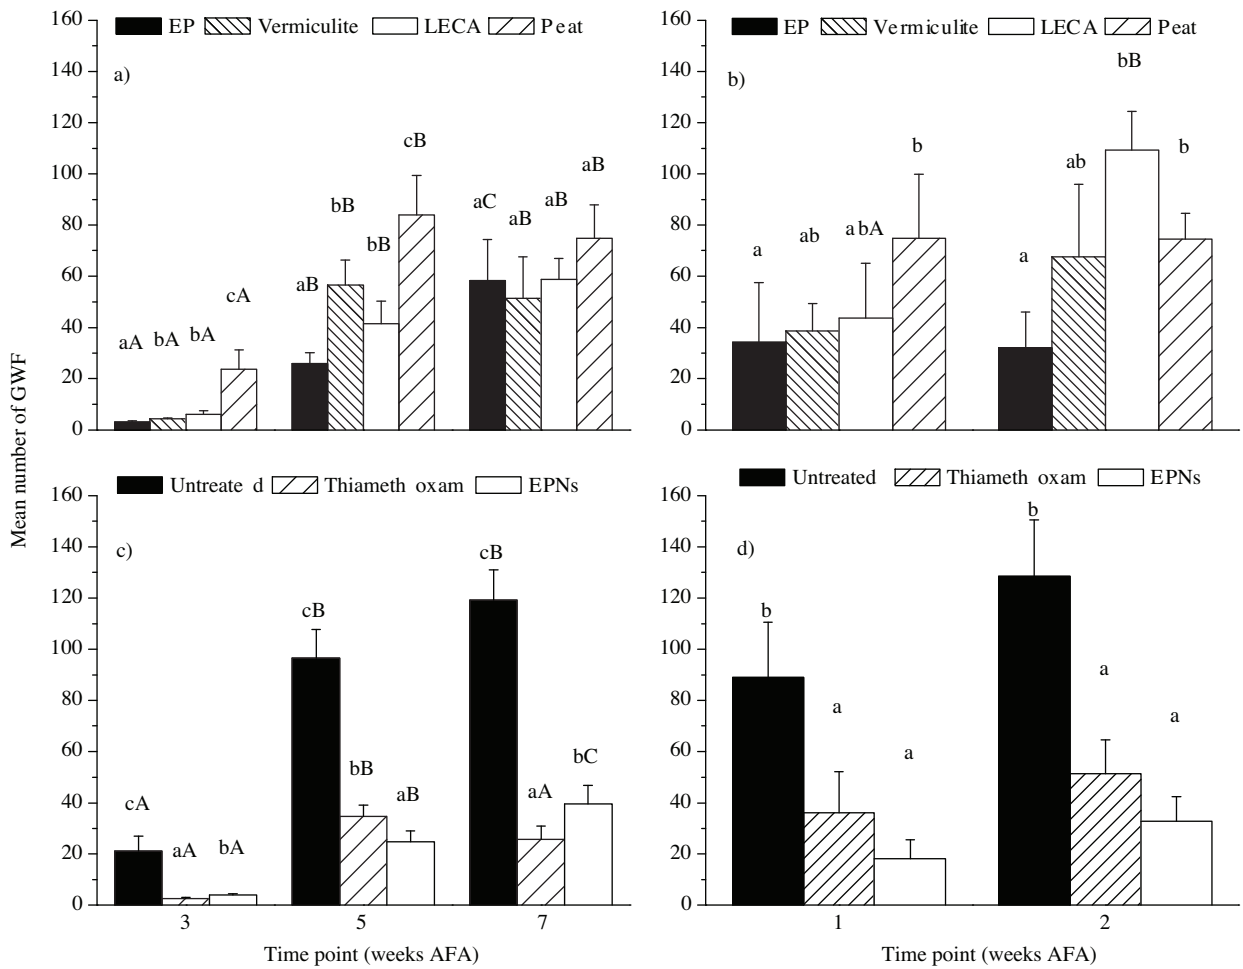 Mean number of GWF
160
140
120
100
80
60
40
20
0
EP Vermiculite LECA Peat
a)
aA bA bA cA
aB bB bB cB
aC aB aB aB
160
140
120
100
80
60
40
20
0
EP Vermiculite LECA Peat
b)
a ab a bA b
a ab bB b
160
140
120
100
80
60
40
20
0
Untreate d Thiameth oxam EPNs
c)
cA aA bA
cB bB aB
cB aA bC
3 5 7
Time point (weeks AFA)
160
140
120
100
80
60
40
20
0
Untreated Thiameth oxam EPNs
d)
b a a
b a a
1 2
Time point (weeks AFA)